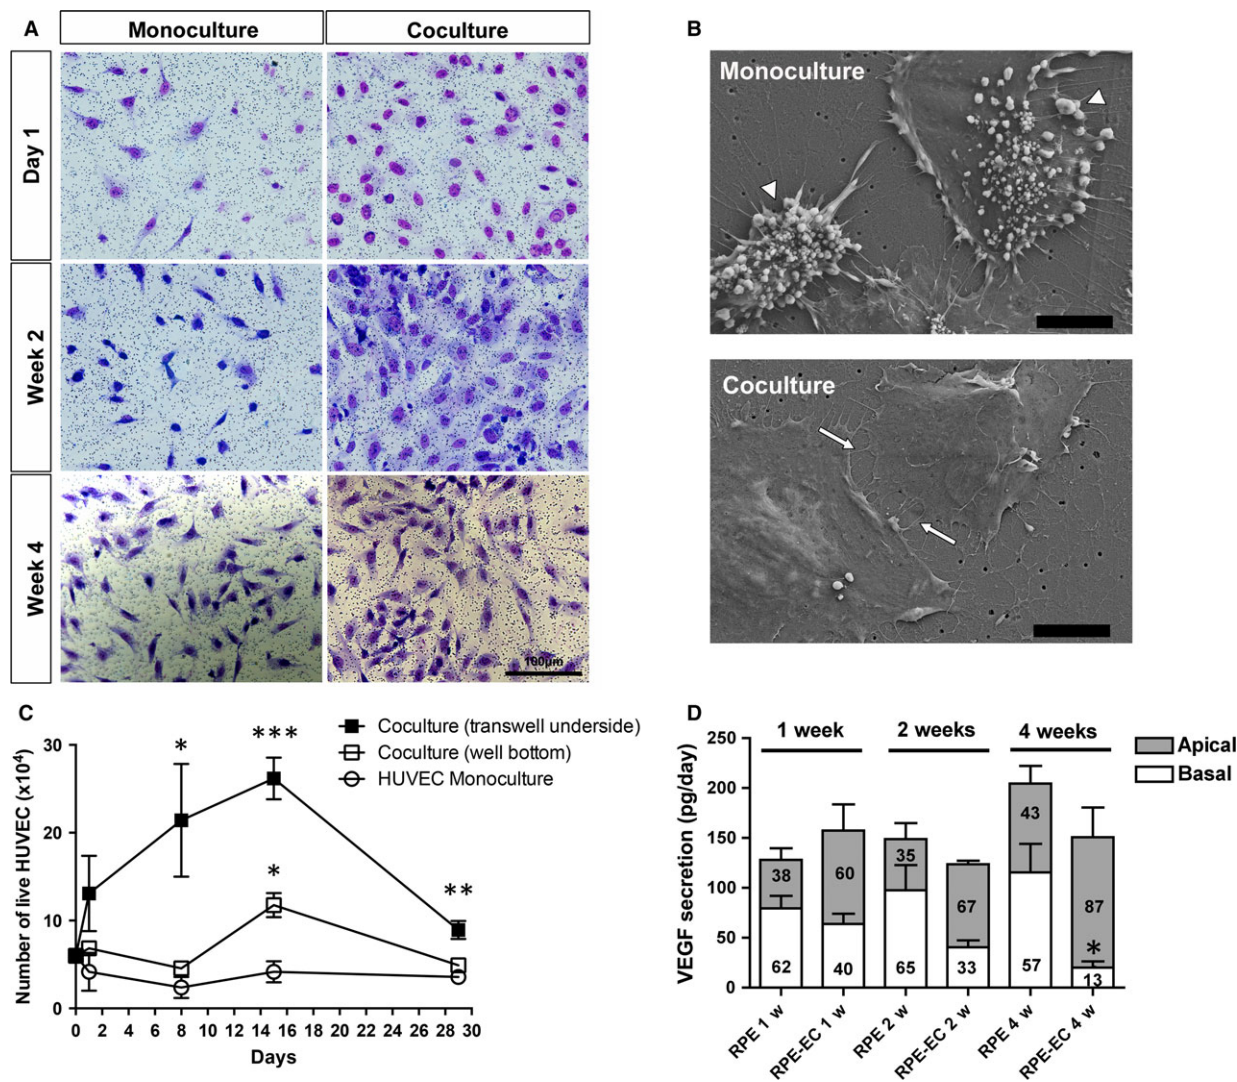 A
Monoculture
Coculture
Day 1
Week 2
Week 4
100µm
B
Monoculture
Coculture
C
Coculture (transwell underside)
Coculture (well bottom)
HUVEC Monoculture
Number of live HUVEC (x10⁴)
30
20
10
0
*
***
*
**
0 2 4 6 8 10 12 14 16 18 20 22 24 26 28 30
Days
D
1 week 2 weeks 4 weeks
Apical
Basal
VEGF secretion (pg/day)
250
200
150
100
50
0
38 60 35 67 43 87
*
62 40 65 33 57 13
RPE 1 w
RPE-EC 1 w
RPE 2 w
RPE-EC 2 w
RPE 4 w
RPE-EC 4 w